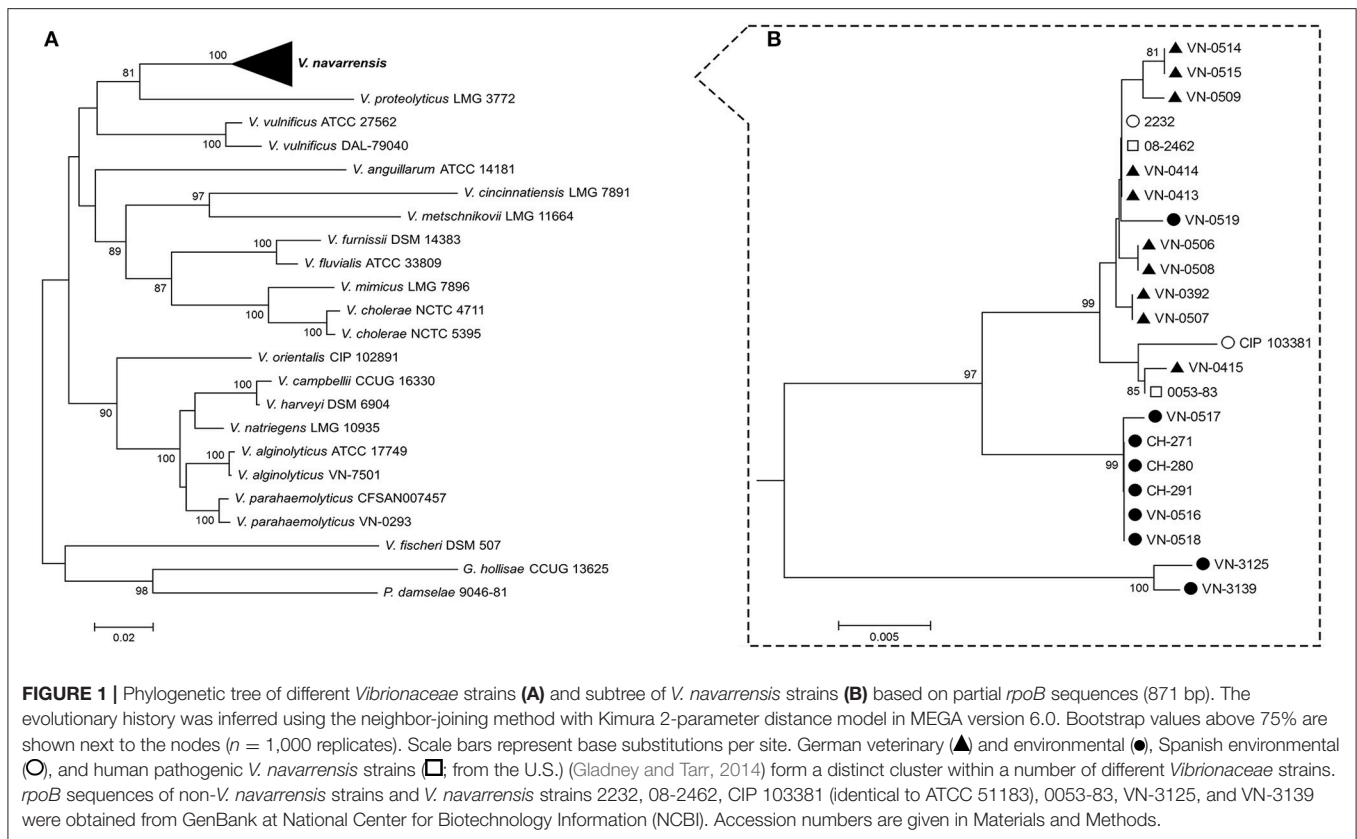 A
B
100
V. navarrensis
81
V. proteolyticus LMG 3772
V. vulnificus ATCC 27562
100
V. vulnificus DAL-79040
V. anguillarum ATCC 14181
97
V. cincinnatiensis LMG 7891
V. metschnikovii LMG 11664
89
100
V. furnissii DSM 14383
V. fluvialis ATCC 33809
87
V. mimicus LMG 7896
100
V. cholerae NCTC 4711
100
V. cholerae NCTC 5395
V. orientalis CIP 102891
90
100
V. campbellii CCUG 16330
V. harveyi DSM 6904
V. natriegens LMG 10935
100
100
V. alginolyticus ATCC 17749
V. alginolyticus VN-7501
V. parahaemolyticus CFSAN007457
100
V. parahaemolyticus VN-0293
V. fischeri DSM 507
G. hollisae CCUG 13625
98
P. damselae 9046-81
0.02
81
VN-0514
VN-0515
VN-0509
2232
08-2462
VN-0414
VN-0413
VN-0519
VN-0506
VN-0508
99
VN-0392
VN-0507
CIP 103381
VN-0415
85
0053-83
97
VN-0517
CH-271
99
CH-280
CH-291
VN-0516
VN-0518
VN-3125
100
VN-3139
0.005
FIGURE 1 | Phylogenetic tree of different Vibrionaceae strains (A) and subtree of V. navarrensis strains (B) based on partial rpoB sequences (871 bp). The
evolutionary history was inferred using the neighbor-joining method with Kimura 2-parameter distance model in MEGA version 6.0. Bootstrap values above 75% are
shown next to the nodes (n = 1,000 replicates). Scale bars represent base substitutions per site. German veterinary (▲) and environmental (●), Spanish environmental
(○), and human pathogenic V. navarrensis strains (□; from the U.S.) (Gladney and Tarr, 2014) form a distinct cluster within a number of different Vibrionaceae strains.
rpoB sequences of non-V. navarrensis strains and V. navarrensis strains 2232, 08-2462, CIP 103381 (identical to ATCC 51183), 0053-83, VN-3125, and VN-3139
were obtained from GenBank at National Center for Biotechnology Information (NCBI). Accession numbers are given in Materials and Methods.